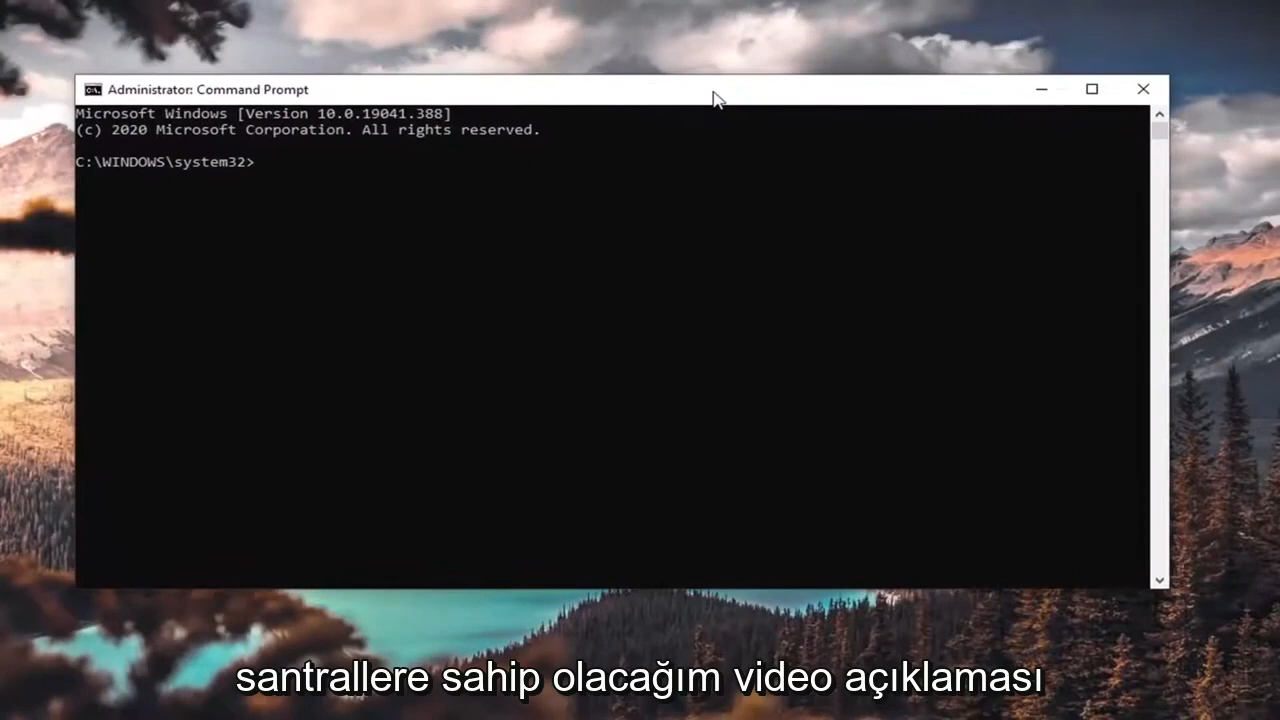 Administrator: Command Prompt
Microsoft Windows [Version 10.0.19041.388]
(c) 2020 Microsoft Corporation. All rights reserved.
C:\WINDOWS\system32>
santrallere sahip olacağım video açıklaması